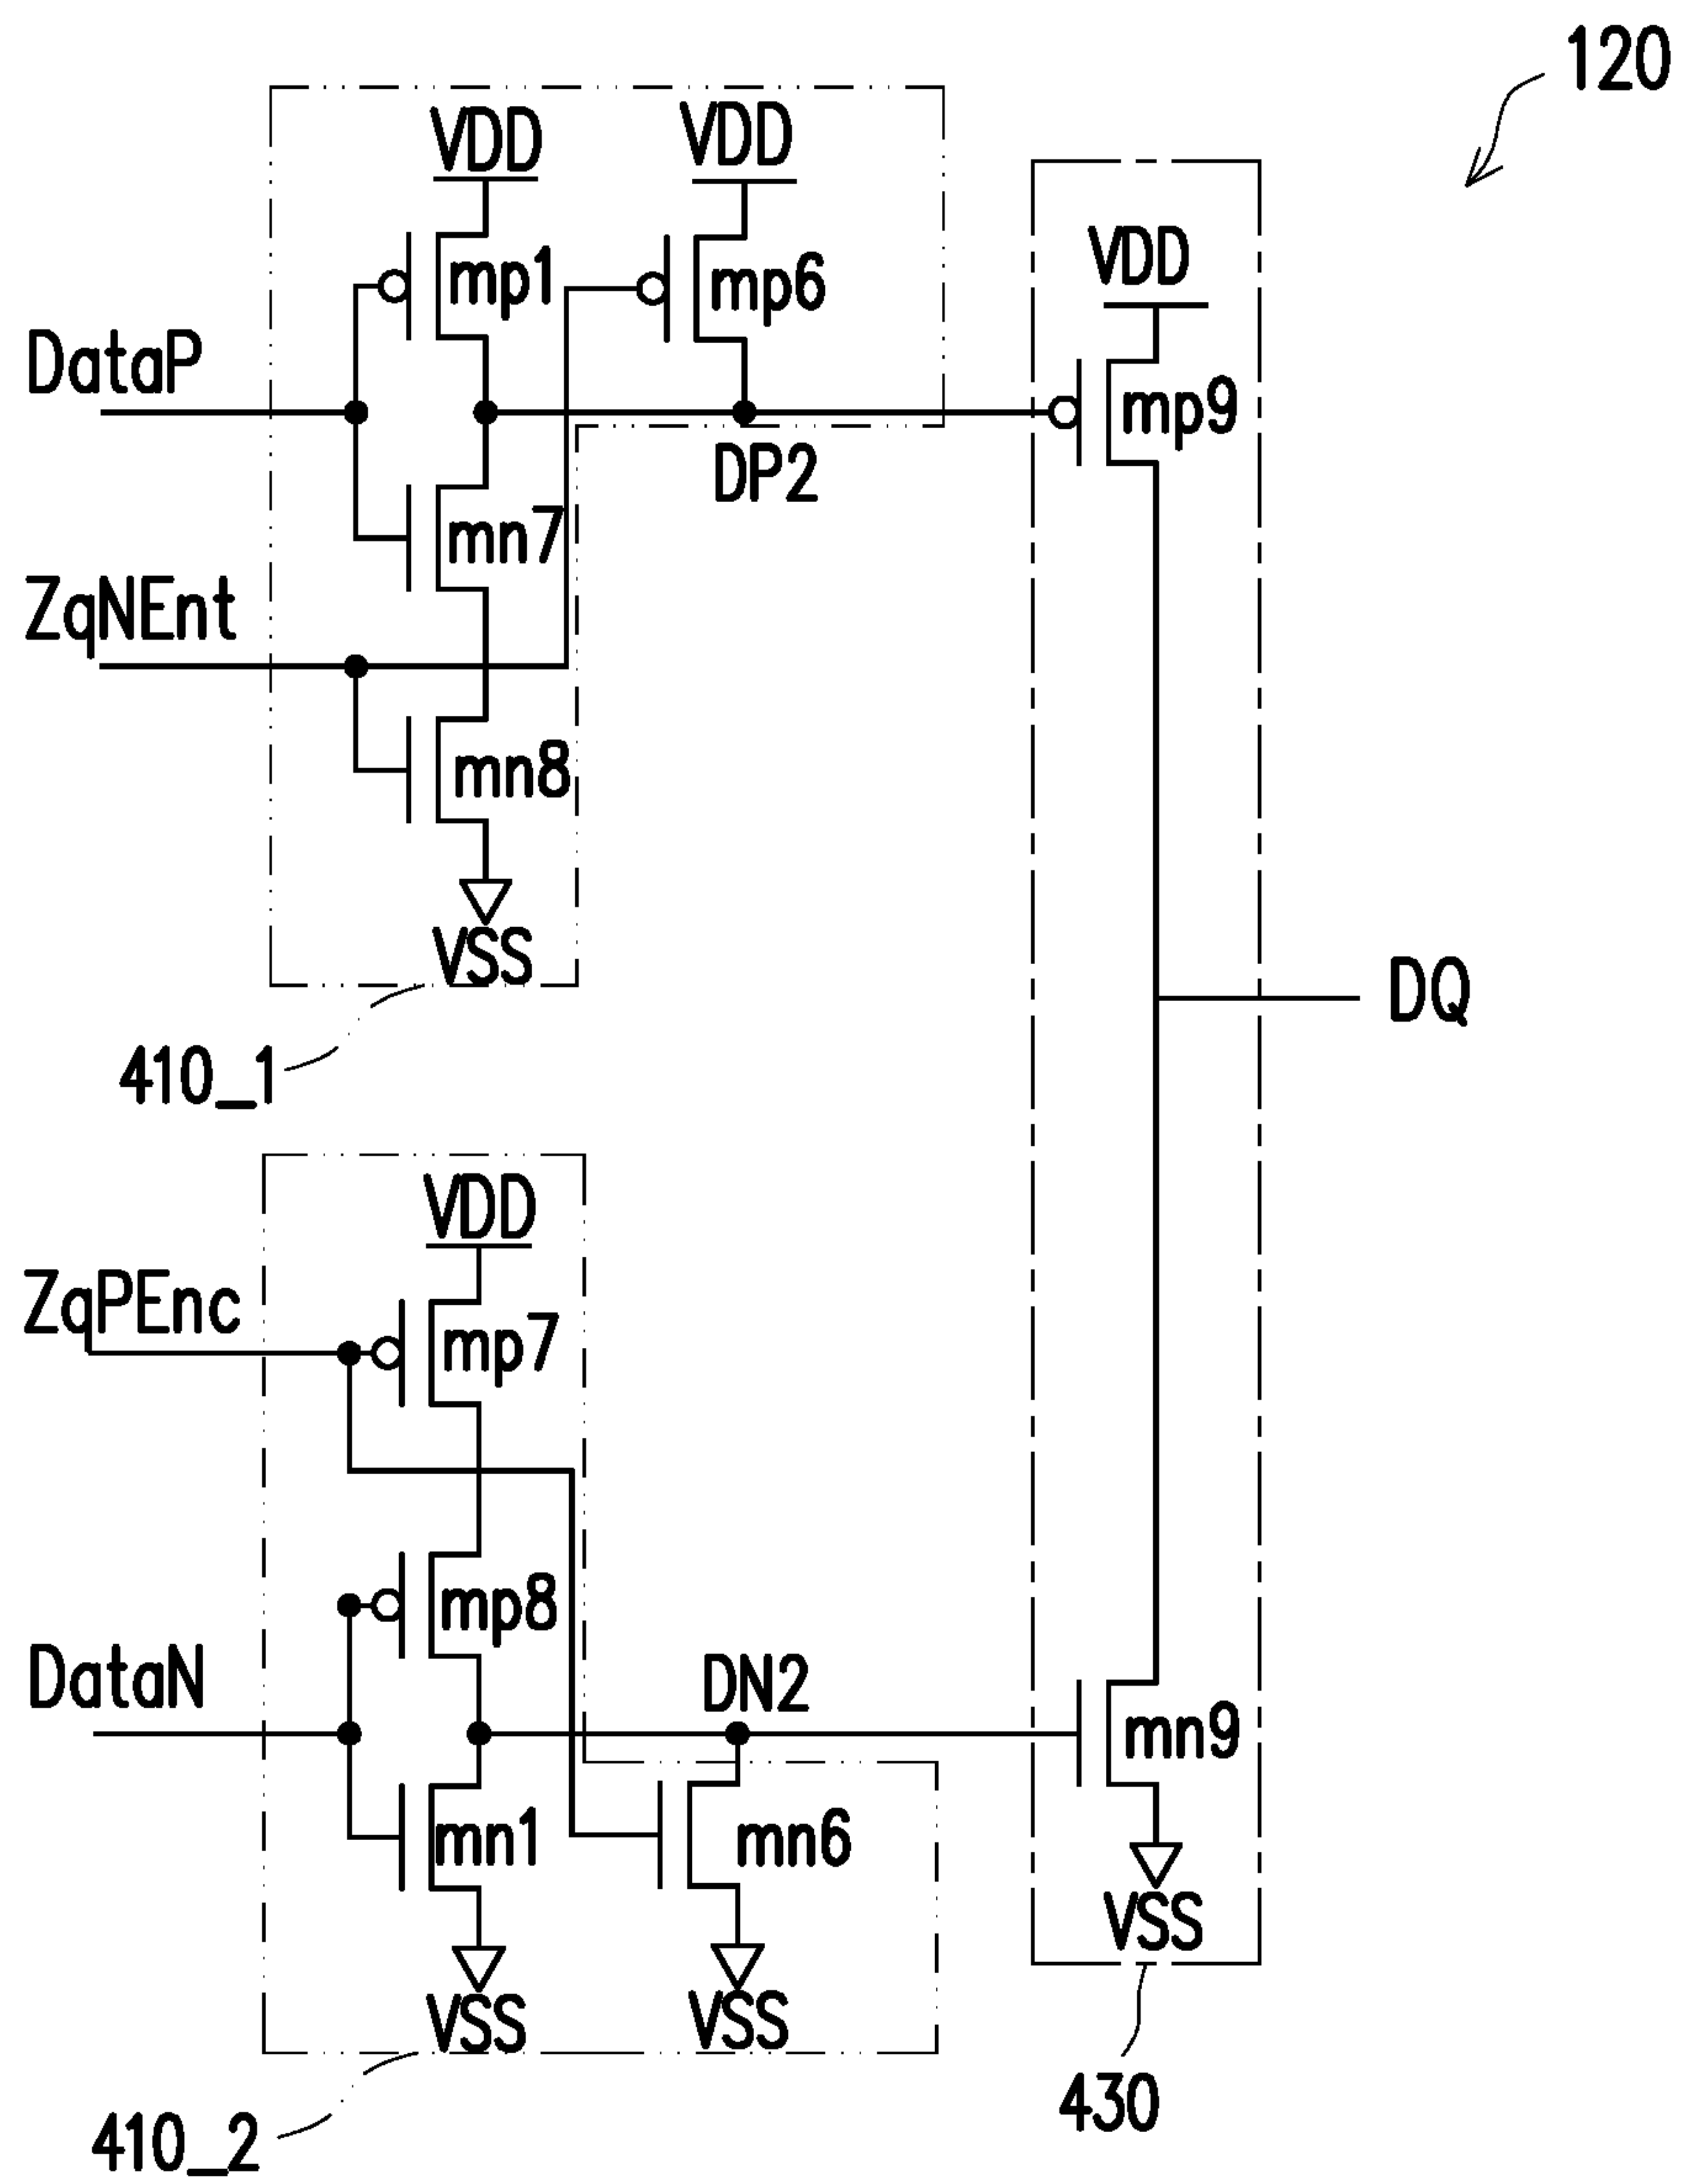 120
VDD
VDD
mp1
mp6
VDD
DataP
mp9
DP2
mn7
ZqNEnt
mn8
VSS
DQ
410_1
VDD
ZqPEnc
mp7
mp8
DataN
DN2
mn9
mn1
mn6
VSS
VSS
VSS
430
410_2